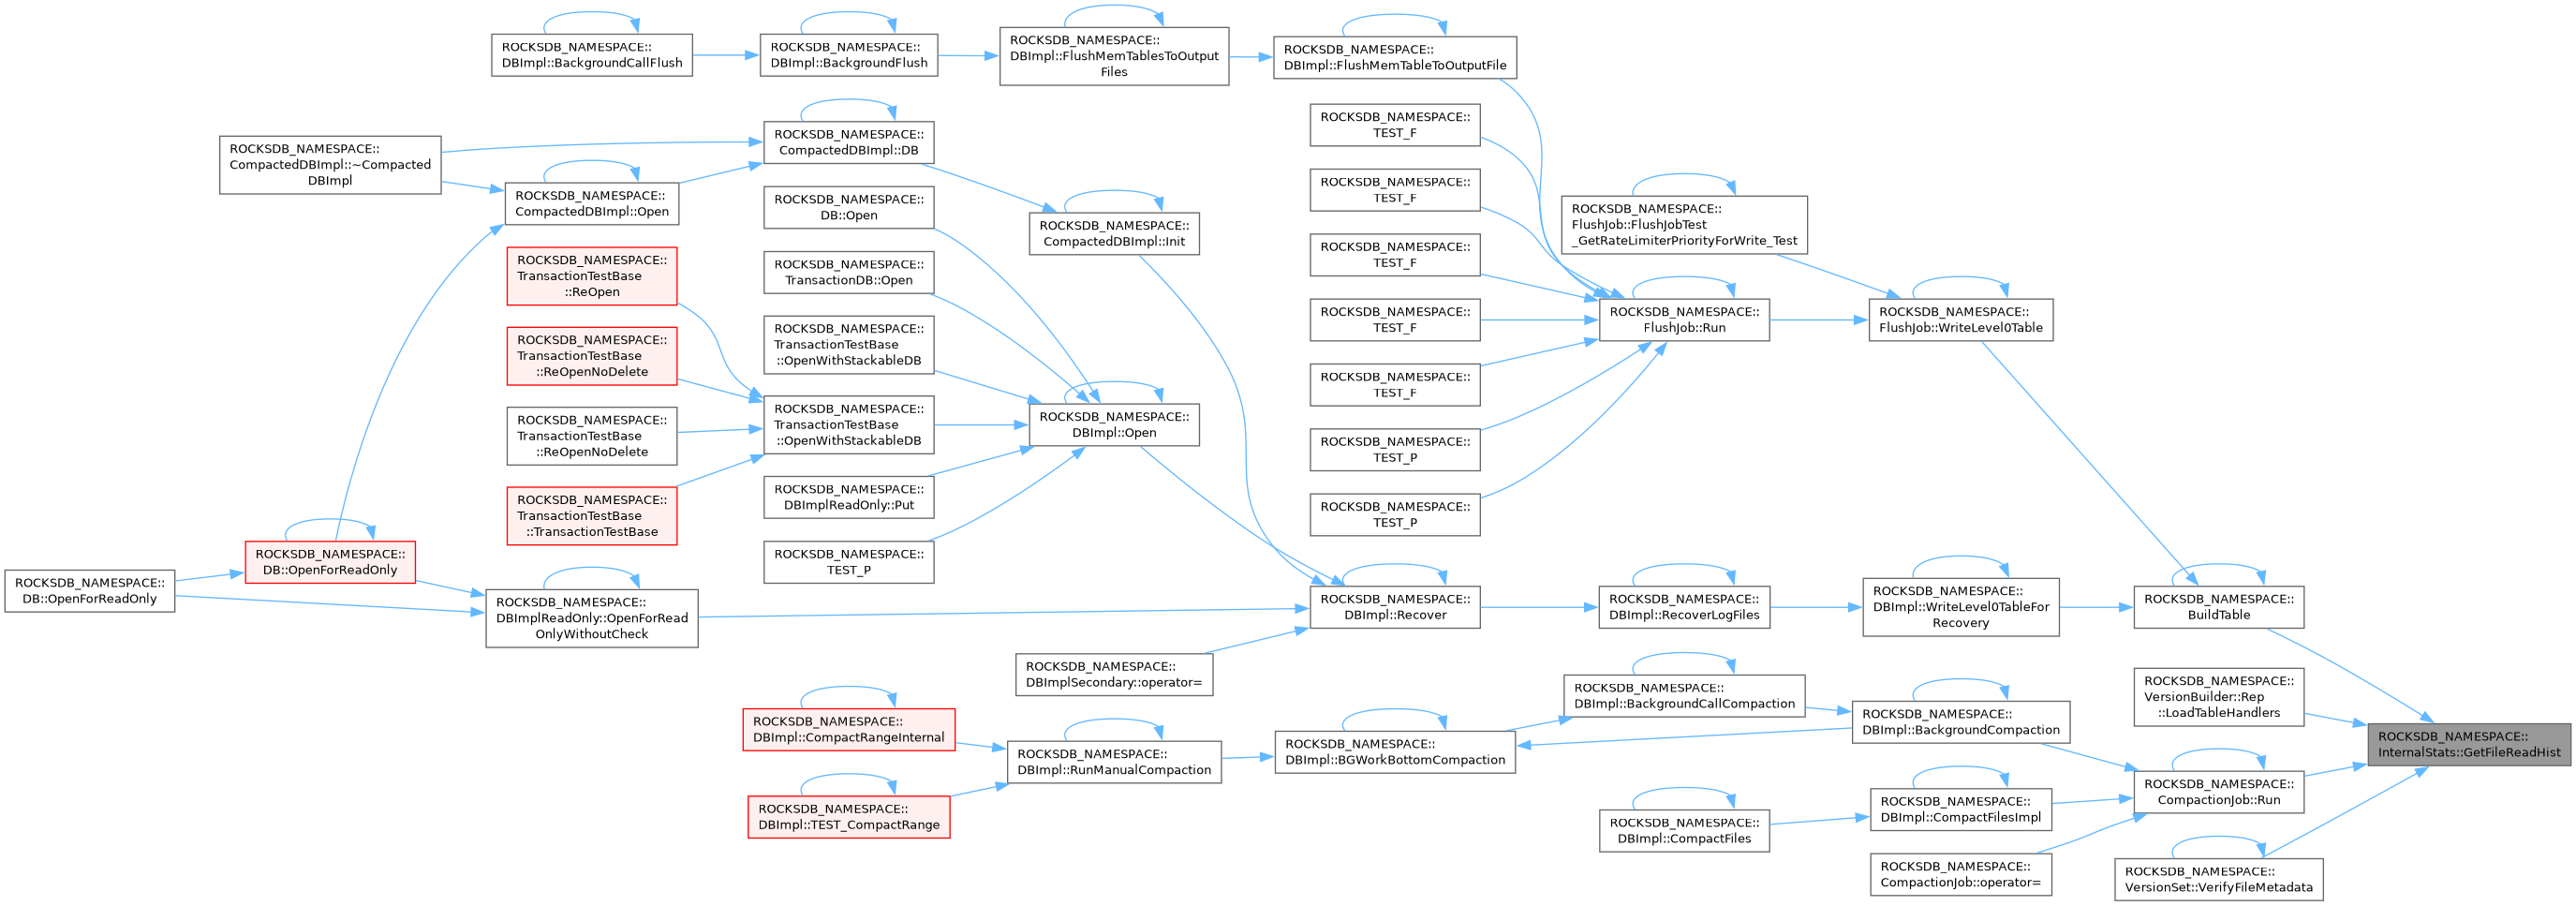 ROCKSDB_NAMESPACE::
DBImpl::BackgroundCallFlush
ROCKSDB_NAMESPACE::
DBImpl::BackgroundFlush
ROCKSDB_NAMESPACE::
DBImpl::FlushMemTablesToOutput
Files
ROCKSDB_NAMESPACE::
DBImpl::FlushMemTableToOutputFile
ROCKSDB_NAMESPACE::
CompactedDBImpl::~Compacted
DBImpl
ROCKSDB_NAMESPACE::
CompactedDBImpl::DB
ROCKSDB_NAMESPACE::
CompactedDBImpl::Open
ROCKSDB_NAMESPACE::
DB::Open
ROCKSDB_NAMESPACE::
CompactedDBImpl::Init
ROCKSDB_NAMESPACE::
TransactionTestBase
::ReOpen
ROCKSDB_NAMESPACE::
TransactionDB::Open
ROCKSDB_NAMESPACE::
TransactionTestBase
::ReOpenNoDelete
ROCKSDB_NAMESPACE::
TransactionTestBase
::OpenWithStackableDB
ROCKSDB_NAMESPACE::
TransactionTestBase
::ReOpenNoDelete
ROCKSDB_NAMESPACE::
TransactionTestBase
::OpenWithStackableDB
ROCKSDB_NAMESPACE::
DBImpl::Open
ROCKSDB_NAMESPACE::
TransactionTestBase
::TransactionTestBase
ROCKSDB_NAMESPACE::
DBImplReadOnly::Put
ROCKSDB_NAMESPACE::
TEST_P
ROCKSDB_NAMESPACE::
DB::OpenForReadOnly
ROCKSDB_NAMESPACE::
DB::OpenForReadOnly
ROCKSDB_NAMESPACE::
DBImplReadOnly::OpenForRead
OnlyWithoutCheck
ROCKSDB_NAMESPACE::
TEST_F
ROCKSDB_NAMESPACE::
TEST_F
ROCKSDB_NAMESPACE::
TEST_F
ROCKSDB_NAMESPACE::
TEST_F
ROCKSDB_NAMESPACE::
TEST_F
ROCKSDB_NAMESPACE::
TEST_P
ROCKSDB_NAMESPACE::
TEST_P
ROCKSDB_NAMESPACE::
FlushJob::FlushJobTest
_GetRateLimiterPriorityForWrite_Test
ROCKSDB_NAMESPACE::
FlushJob::Run
ROCKSDB_NAMESPACE::
FlushJob::WriteLevel0Table
ROCKSDB_NAMESPACE::
DBImpl::Recover
ROCKSDB_NAMESPACE::
DBImpl::RecoverLogFiles
ROCKSDB_NAMESPACE::
DBImpl::WriteLevel0TableFor
Recovery
ROCKSDB_NAMESPACE::
BuildTable
ROCKSDB_NAMESPACE::
DBImplSecondary::operator=
ROCKSDB_NAMESPACE::
DBImpl::BackgroundCallCompaction
ROCKSDB_NAMESPACE::
VersionBuilder::Rep
::LoadTableHandlers
ROCKSDB_NAMESPACE::
DBImpl::CompactRangeInternal
ROCKSDB_NAMESPACE::
DBImpl::RunManualCompaction
ROCKSDB_NAMESPACE::
DBImpl::BGWorkBottomCompaction
ROCKSDB_NAMESPACE::
DBImpl::BackgroundCompaction
ROCKSDB_NAMESPACE::
InternalStats::GetFileReadHist
ROCKSDB_NAMESPACE::
DBImpl::TEST_CompactRange
ROCKSDB_NAMESPACE::
DBImpl::CompactFiles
ROCKSDB_NAMESPACE::
DBImpl::CompactFilesImpl
ROCKSDB_NAMESPACE::
CompactionJob::Run
ROCKSDB_NAMESPACE::
CompactionJob::operator=
ROCKSDB_NAMESPACE::
VersionSet::VerifyFileMetadata